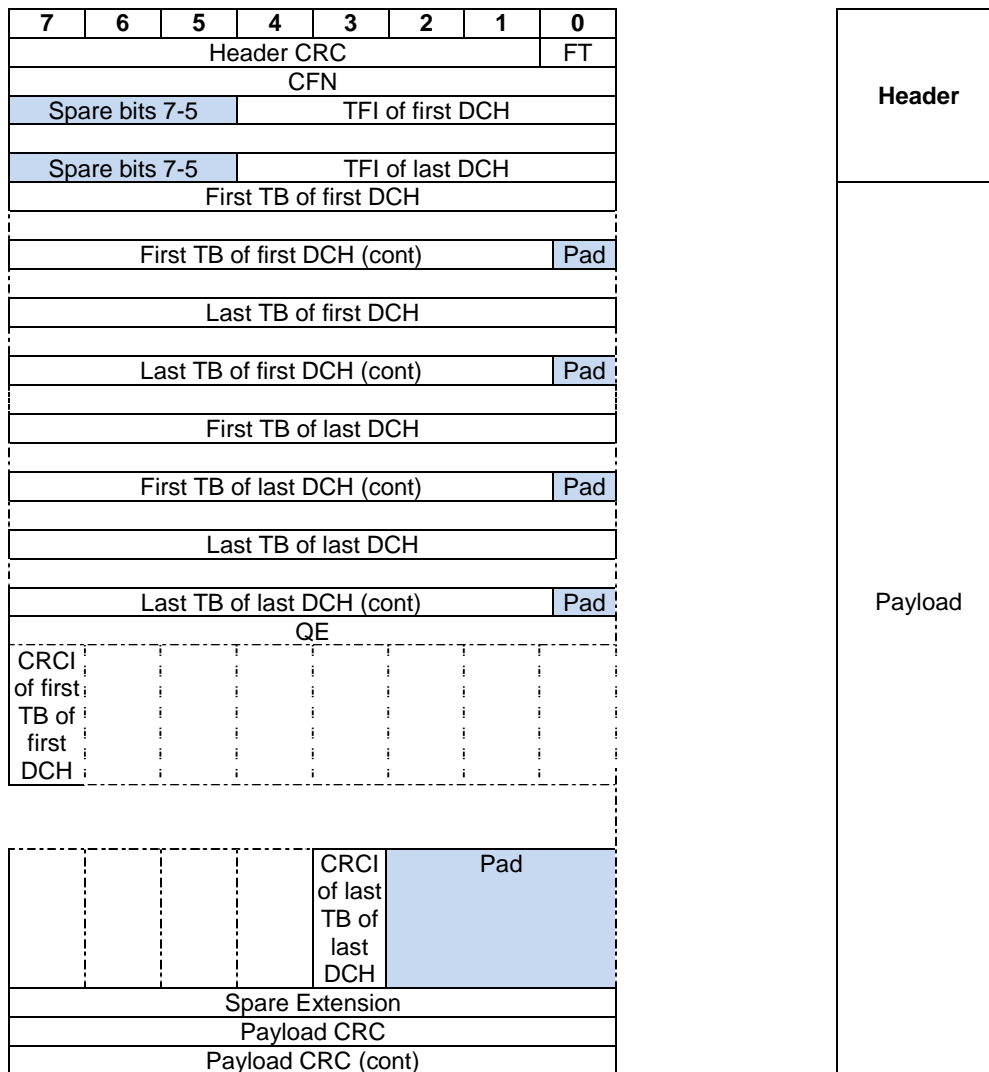 7 6 5 4 3 2 1 0
Header CRC FT
CFN
Spare bits 7-5 TFI of first DCH
Spare bits 7-5 TFI of last DCH
Header
First TB of first DCH
First TB of first DCH (cont) Pad
Last TB of first DCH
Last TB of first DCH (cont) Pad
First TB of last DCH
First TB of last DCH (cont) Pad
Last TB of last DCH
Last TB of last DCH (cont) Pad
Payload
QE
CRCI
of first
TB of
first
DCH
CRCI Pad
of last
TB of
last
DCH
Spare Extension
Payload CRC
Payload CRC (cont)